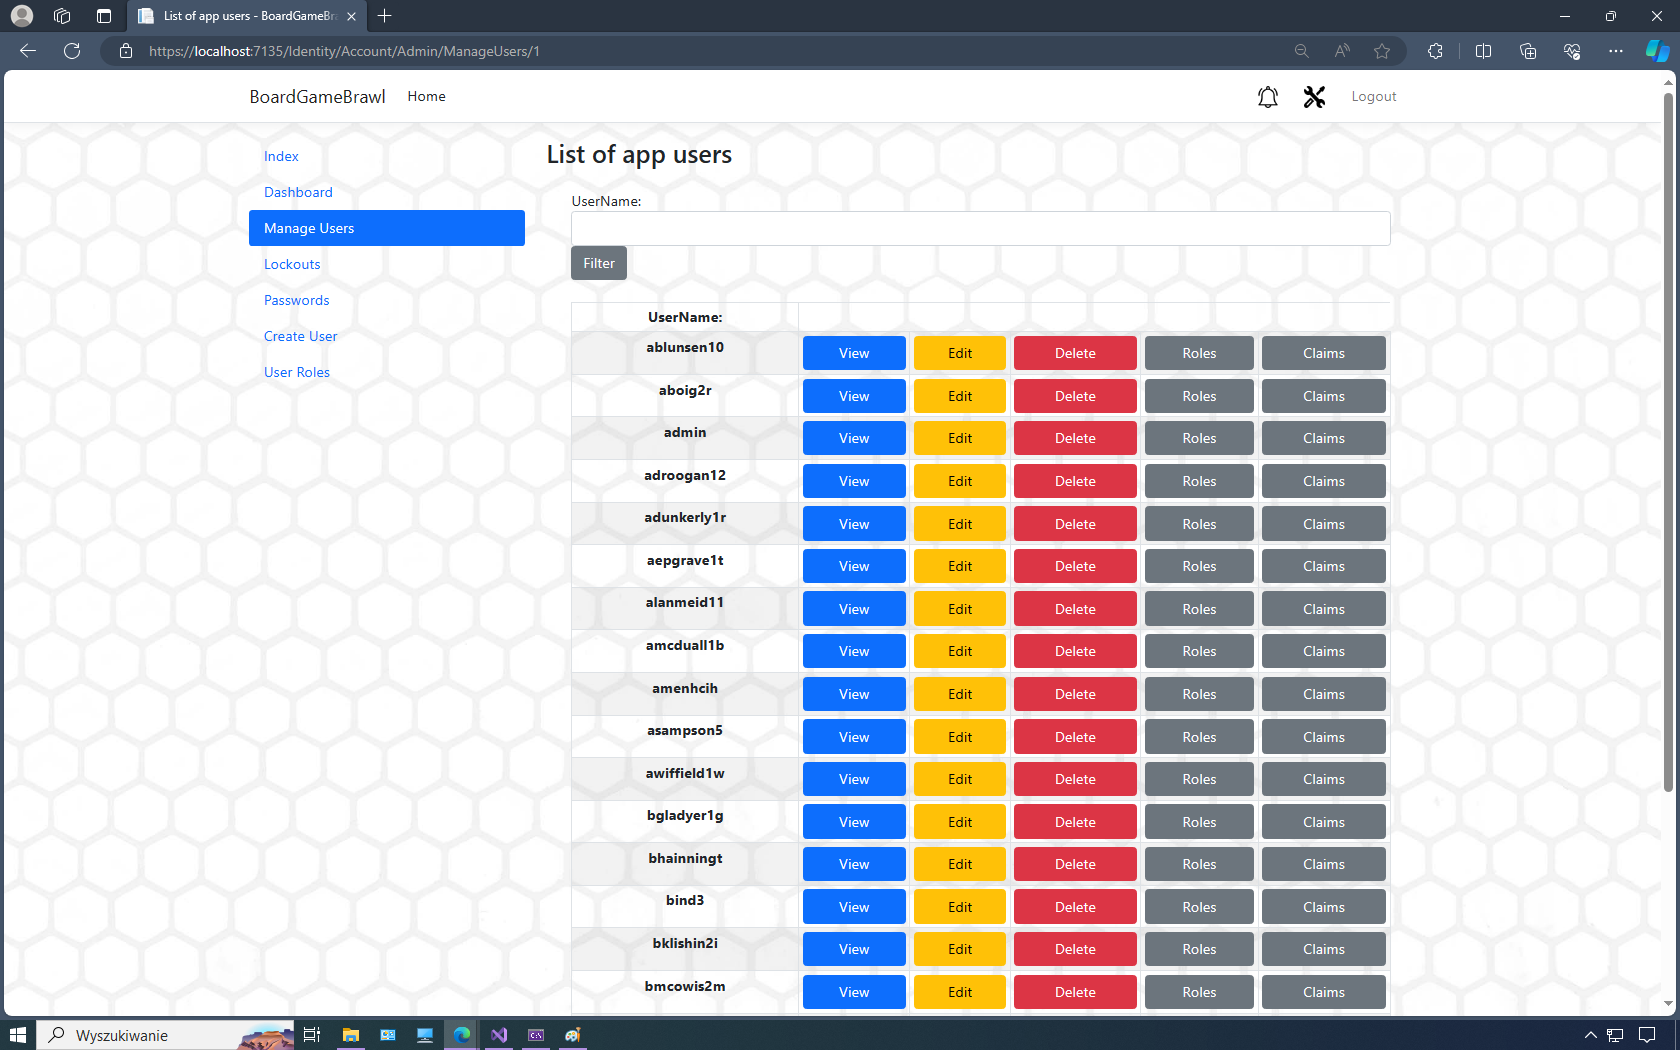 List of app users - BoardGameBra
https://localhost:7135/Identity/Account/Admin/ManageUsers/1
BoardGameBrawl Home Logout
Index
Dashboard
Manage Users
Lockouts
Passwords
Create User
User Roles
List of app users
UserName:
Filter
UserName:
ablunsen10 View Edit Delete Roles Claims
aboig2r View Edit Delete Roles Claims
admin View Edit Delete Roles Claims
adroogan12 View Edit Delete Roles Claims
adunkerly1r View Edit Delete Roles Claims
aepgrave1t View Edit Delete Roles Claims
alanmeid11 View Edit Delete Roles Claims
amcduall1b View Edit Delete Roles Claims
amenhcih View Edit Delete Roles Claims
asampson5 View Edit Delete Roles Claims
awiffield1w View Edit Delete Roles Claims
bgladyer1g View Edit Delete Roles Claims
bhainningt View Edit Delete Roles Claims
bind3 View Edit Delete Roles Claims
bklishin2i View Edit Delete Roles Claims
bmcowis2m View Edit Delete Roles Claims
Wyszukiwanie